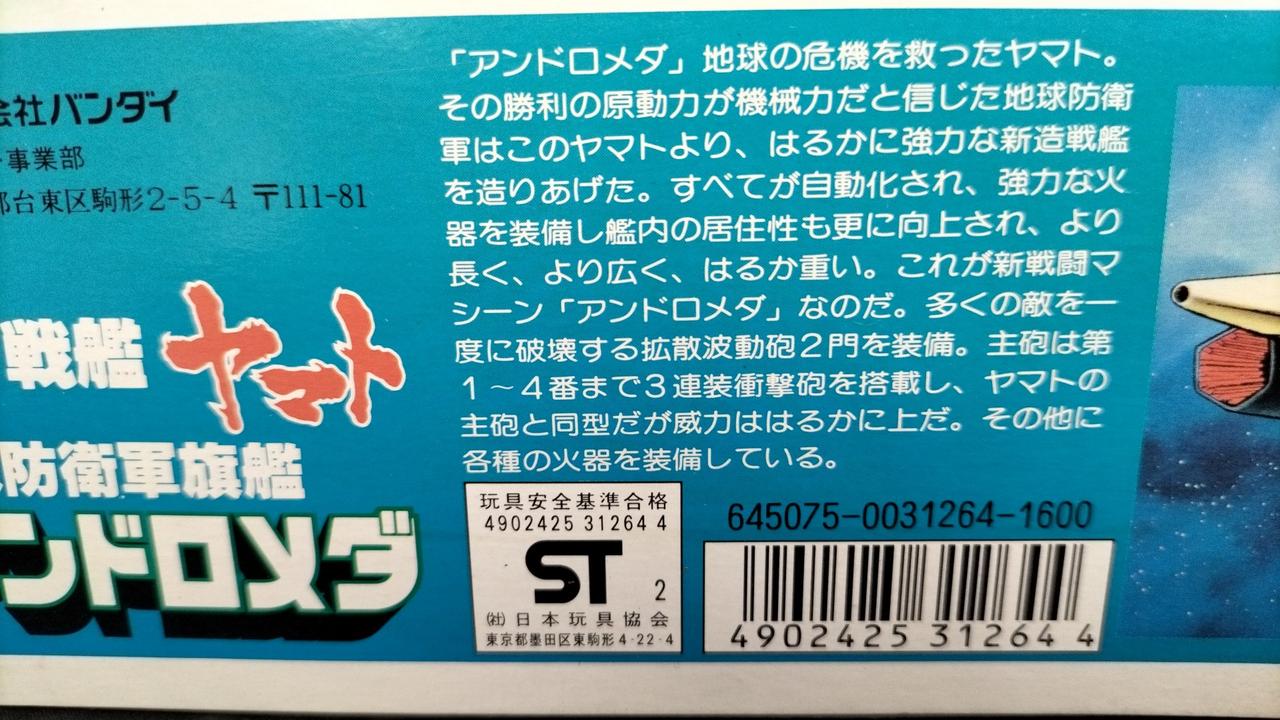 会社バンダイ
事業部
都台東区駒形2-5-4 〒111-81
戦艦ヤマト
防衛軍旗艦
ンドロメダ
「アンドロメダ」地球の危機を救ったヤマト。
その勝利の原動力が機械力だと信じた地球防衛
軍はこのヤマトより、はるかに強力な新造戦艦
を造りあげた。すべてが自動化され、強力な火
器を装備し艦内の居住性も更に向上され、より
長く、より広く、はるか重い。これが新戦闘マ
シーン「アンドロメダ」なのだ。多くの敵を一
度に破壊する拡散波動砲2門を装備。主砲は第
1～4番まで3連装衝撃砲を搭載し、ヤマトの
主砲と同型だが威力ははるかに上だ。その他に
各種の火器を装備している。
玩具安全基準合格
4902425 31264 4
ST 2
㈳日本玩具協会
東京都墨田区東駒形4-22-4
645075-0031264-1600
4902425 31264 4